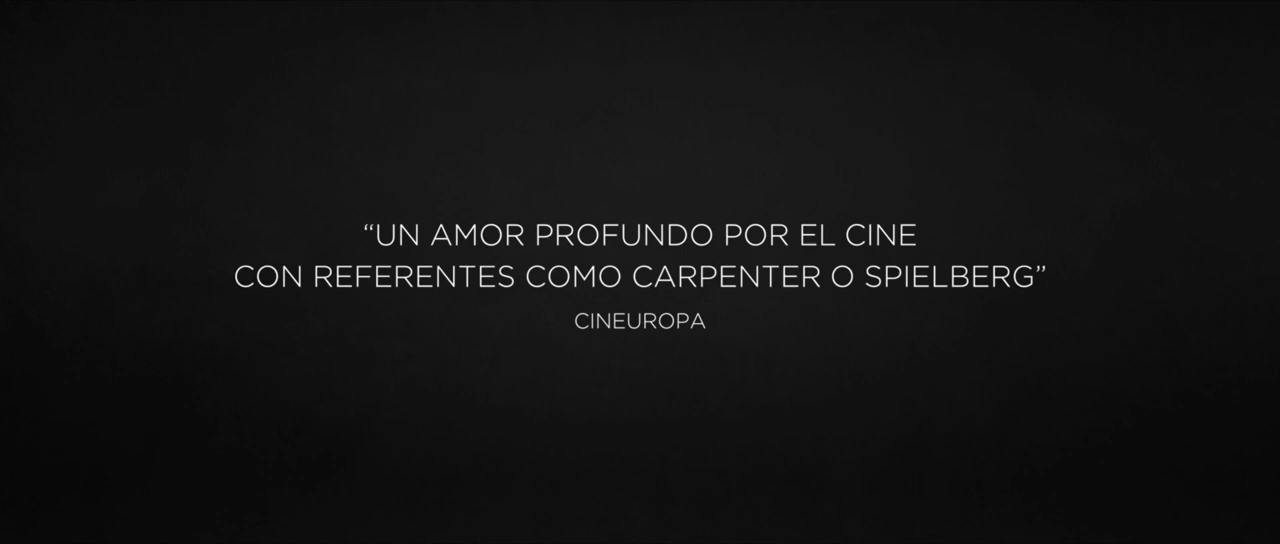 “UN AMOR PROFUNDO POR EL CINE
CON REFERENTES COMO CARPENTER O SPIELBERG”
CINEUROPA